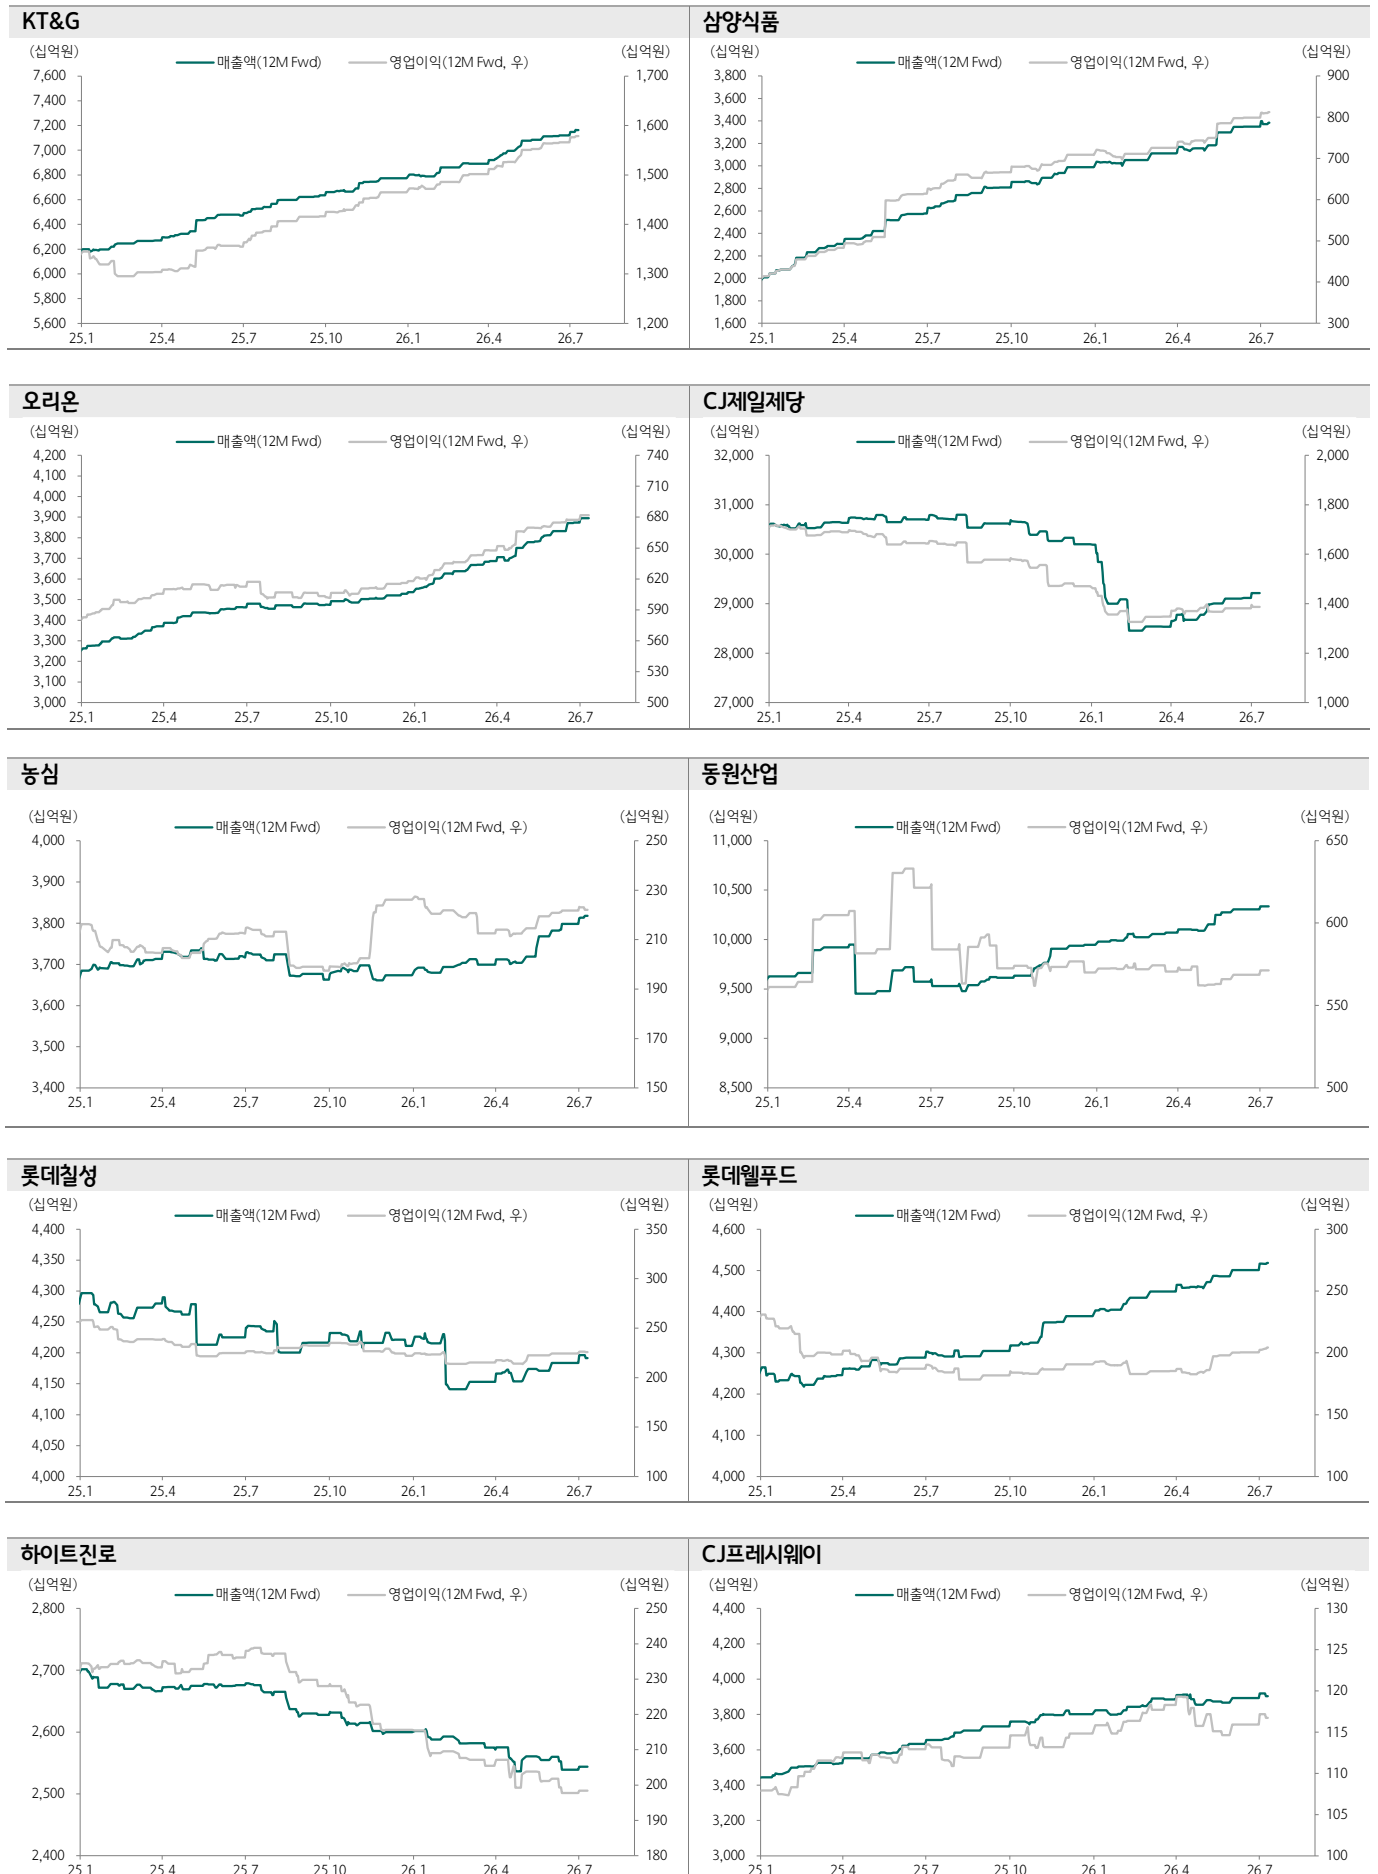 KT&G
(십억원)
(십억원)
매출액(12M Fwd)
영업이익(12M Fwd, 우)
7,600
7,400
7,200
7,000
6,800
6,600
6,400
6,200
6,000
5,800
5,600
1,700
1,600
1,500
1,400
1,300
1,200
25.1 25.4 25.7 25.10 26.1 26.4 26.7
삼양식품
(십억원)
(십억원)
매출액(12M Fwd)
영업이익(12M Fwd, 우)
3,800
3,600
3,400
3,200
3,000
2,800
2,600
2,400
2,200
2,000
1,800
1,600
900
800
700
600
500
400
300
25.1 25.4 25.7 25.10 26.1 26.4 26.7
오리온
(십억원)
(십억원)
매출액(12M Fwd)
영업이익(12M Fwd, 우)
4,200
4,100
4,000
3,900
3,800
3,700
3,600
3,500
3,400
3,300
3,200
3,100
3,000
740
710
680
650
620
590
560
530
500
25.1 25.4 25.7 25.10 26.1 26.4 26.7
CJ제일제당
(십억원)
(십억원)
매출액(12M Fwd)
영업이익(12M Fwd, 우)
32,000
31,000
30,000
29,000
28,000
27,000
2,000
1,800
1,600
1,400
1,200
1,000
25.1 25.4 25.7 25.10 26.1 26.4 26.7
농심
(십억원)
(십억원)
매출액(12M Fwd)
영업이익(12M Fwd, 우)
4,000
3,900
3,800
3,700
3,600
3,500
3,400
250
230
210
190
170
150
25.1 25.4 25.7 25.10 26.1 26.4 26.7
동원산업
(십억원)
(십억원)
매출액(12M Fwd)
영업이익(12M Fwd, 우)
11,000
10,500
10,000
9,500
9,000
8,500
650
600
550
500
25.1 25.4 25.7 25.10 26.1 26.4 26.7
롯데칠성
(십억원)
(십억원)
매출액(12M Fwd)
영업이익(12M Fwd, 우)
4,400
4,350
4,300
4,250
4,200
4,150
4,100
4,050
4,000
350
300
250
200
150
100
25.1 25.4 25.7 25.10 26.1 26.4 26.7
롯데웰푸드
(십억원)
(십억원)
매출액(12M Fwd)
영업이익(12M Fwd, 우)
4,600
4,500
4,400
4,300
4,200
4,100
4,000
300
250
200
150
100
25.1 25.4 25.7 25.10 26.1 26.4 26.7
하이트진로
(십억원)
(십억원)
매출액(12M Fwd)
영업이익(12M Fwd, 우)
2,800
2,700
2,600
2,500
2,400
250
240
230
220
210
200
190
180
25.1 25.4 25.7 25.10 26.1 26.4 26.7
CJ프레시웨이
(십억원)
(십억원)
매출액(12M Fwd)
영업이익(12M Fwd, 우)
4,400
4,200
4,000
3,800
3,600
3,400
3,200
3,000
130
125
120
115
110
105
100
25.1 25.4 25.7 25.10 26.1 26.4 26.7